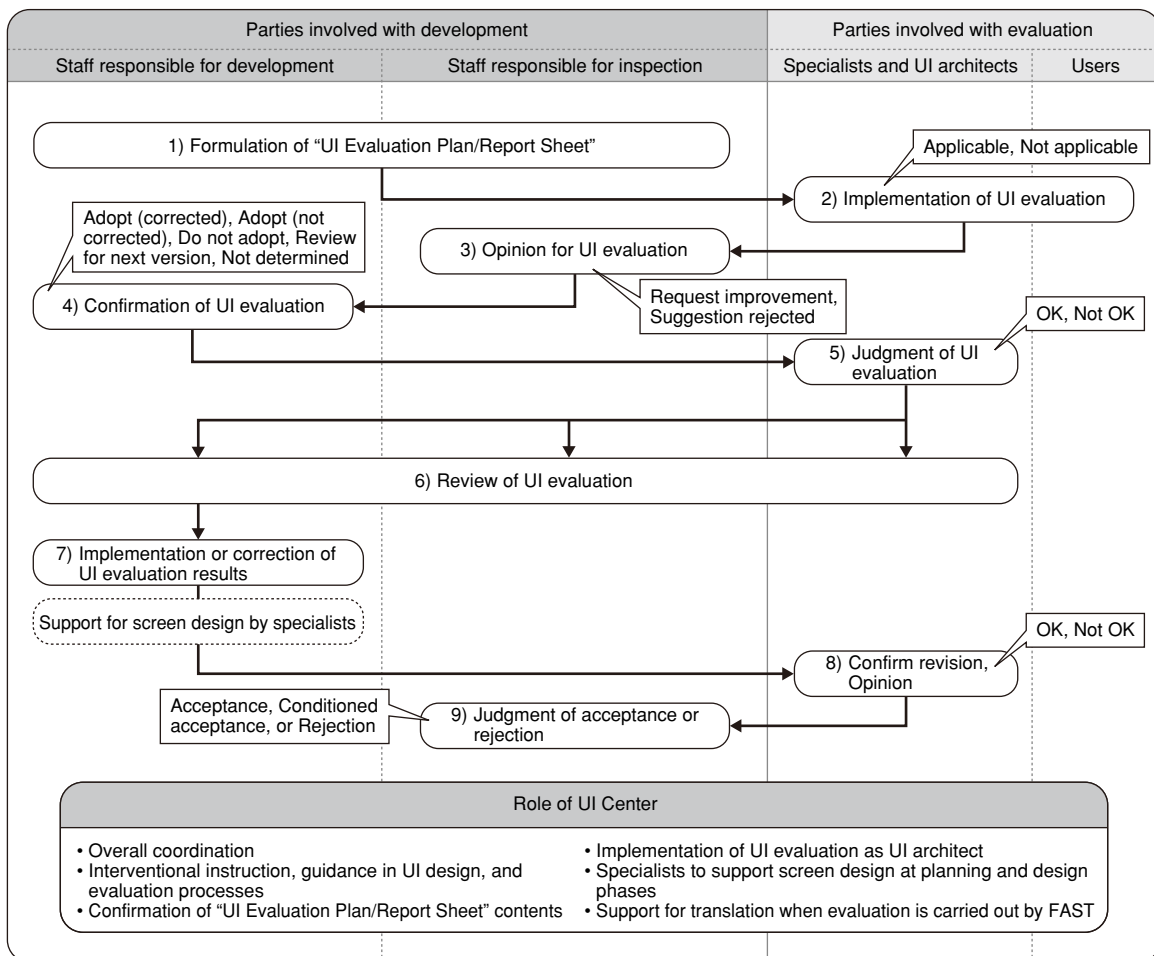 Parties involved with development
Parties involved with evaluation
Staff responsible for development
Staff responsible for inspection
Specialists and UI architects
Users
1) Formulation of “UI Evaluation Plan/Report Sheet”
Applicable, Not applicable
2) Implementation of UI evaluation
Adopt (corrected), Adopt (not
corrected), Do not adopt, Review
for next version, Not determined
3) Opinion for UI evaluation
Request improvement,
Suggestion rejected
4) Confirmation of UI evaluation
OK, Not OK
5) Judgment of UI
evaluation
6) Review of UI evaluation
7) Implementation or correction of
UI evaluation results
Support for screen design by specialists
OK, Not OK
8) Confirm revision,
Opinion
Acceptance, Conditioned
acceptance, or Rejection
9) Judgment of acceptance or
rejection
Role of UI Center
• Overall coordination
• Interventional instruction, guidance in UI design, and
evaluation processes
• Confirmation of “UI Evaluation Plan/Report Sheet” contents
• Implementation of UI evaluation as UI architect
• Specialists to support screen design at planning and design
phases
• Support for translation when evaluation is carried out by FAST